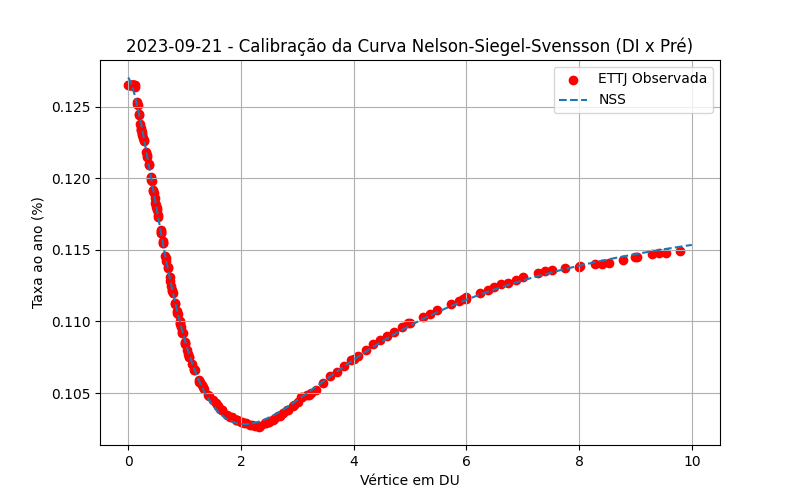 2023-09-21 - Calibração da Curva Nelson-Siegel-Svensson (DI x Pré)
ETTJ Observada
NSS
0.125
0.120
0.115
0.110
0.105
Taxa ao ano (%)
0 2 4 6 8 10
Vértice em DU